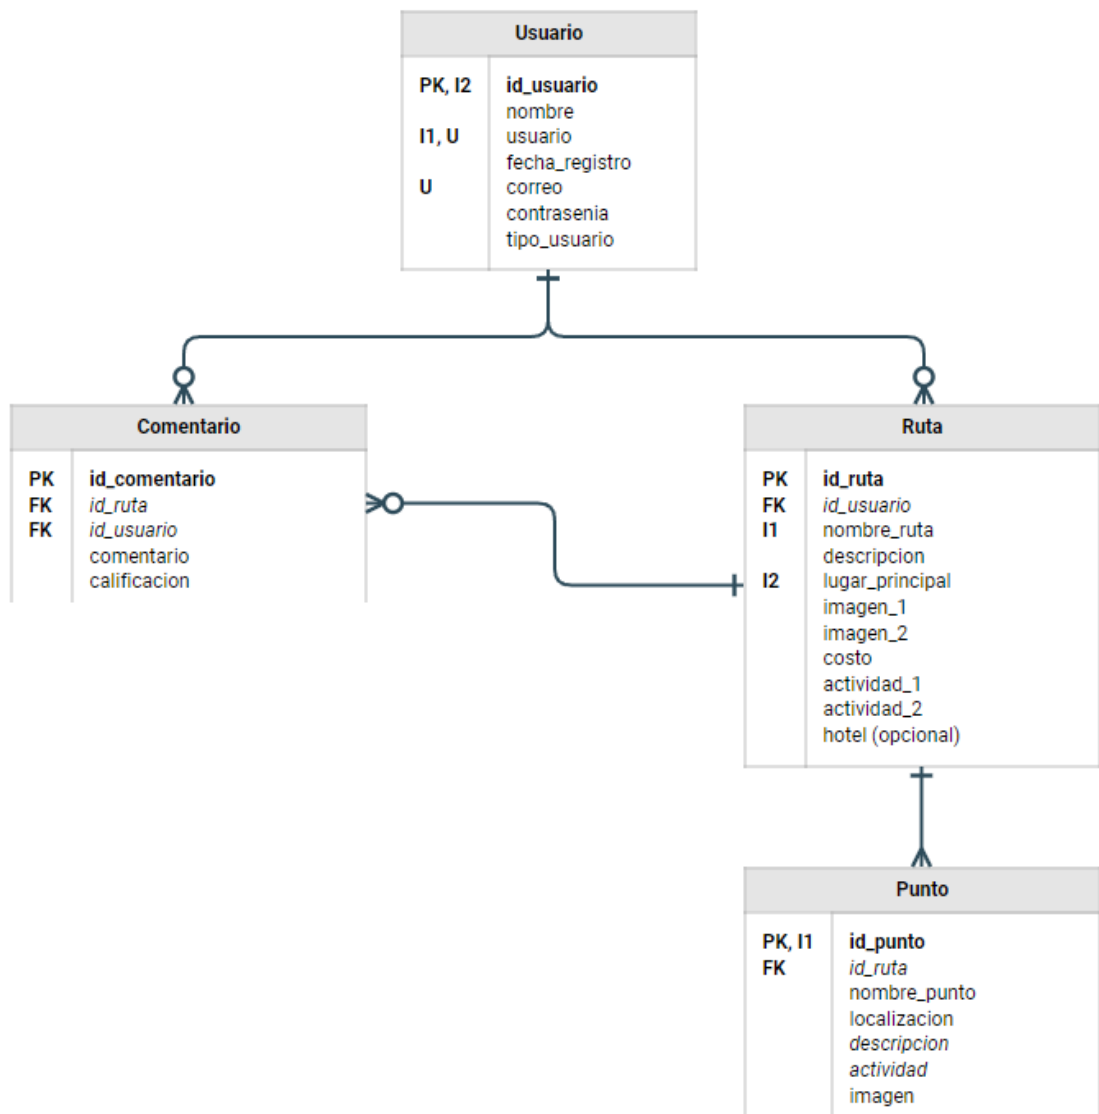 Usuario
PK, I2 id_usuario
nombre
I1, U usuario
fecha_registro
U correo
contrasenia
tipo_usuario
Comentario
PK id_comentario
FK id_ruta
FK id_usuario
comentario
calificacion
Ruta
PK id_ruta
FK id_usuario
I1 nombre_ruta
descripcion
I2 lugar_principal
imagen_1
imagen_2
costo
actividad_1
actividad_2
hotel (opcional)
Punto
PK, I1 id_punto
FK id_ruta
nombre_punto
localizacion
descripcion
actividad
imagen